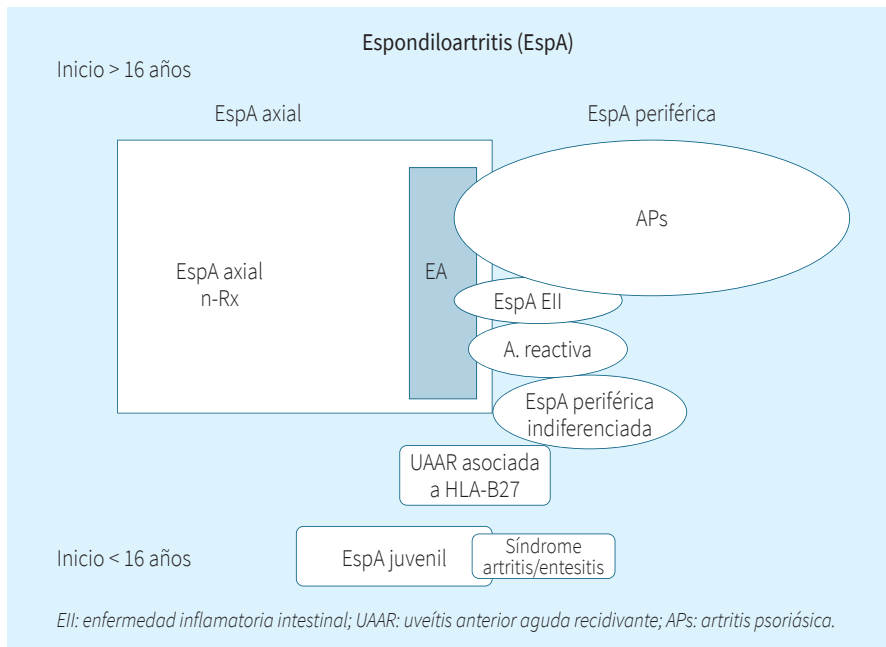 Espondiloartritis (EspA)
Inicio > 16 años
EspA axial
EspA periférica
APs
EspA axial
n-Rx
EA
EspA EII
A. reactiva
EspA periférica
indiferenciada
UAAR asociada
a HLA-B27
Inicio < 16 años
EspA juvenil
Síndrome
artritis/entesitis
EII: enfermedad inflamatoria intestinal; UAAR: uveítis anterior aguda recidivante; APs: artritis psoriásica.